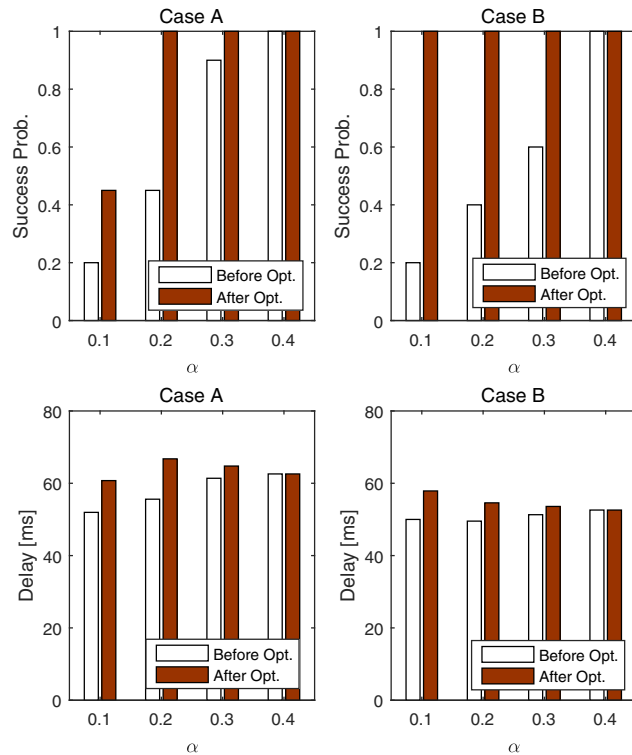 Case A
Success Prob.
1
0.8
0.6
0.4
0.2
0
Before Opt.
After Opt.
0.1 0.2 0.3 0.4
α
Case B
Success Prob.
1
0.8
0.6
0.4
0.2
0
Before Opt.
After Opt.
0.1 0.2 0.3 0.4
α
Case A
Delay [ms]
80
60
40
20
0
Before Opt.
After Opt.
0.1 0.2 0.3 0.4
α
Case B
Delay [ms]
80
60
40
20
0
Before Opt.
After Opt.
0.1 0.2 0.3 0.4
α